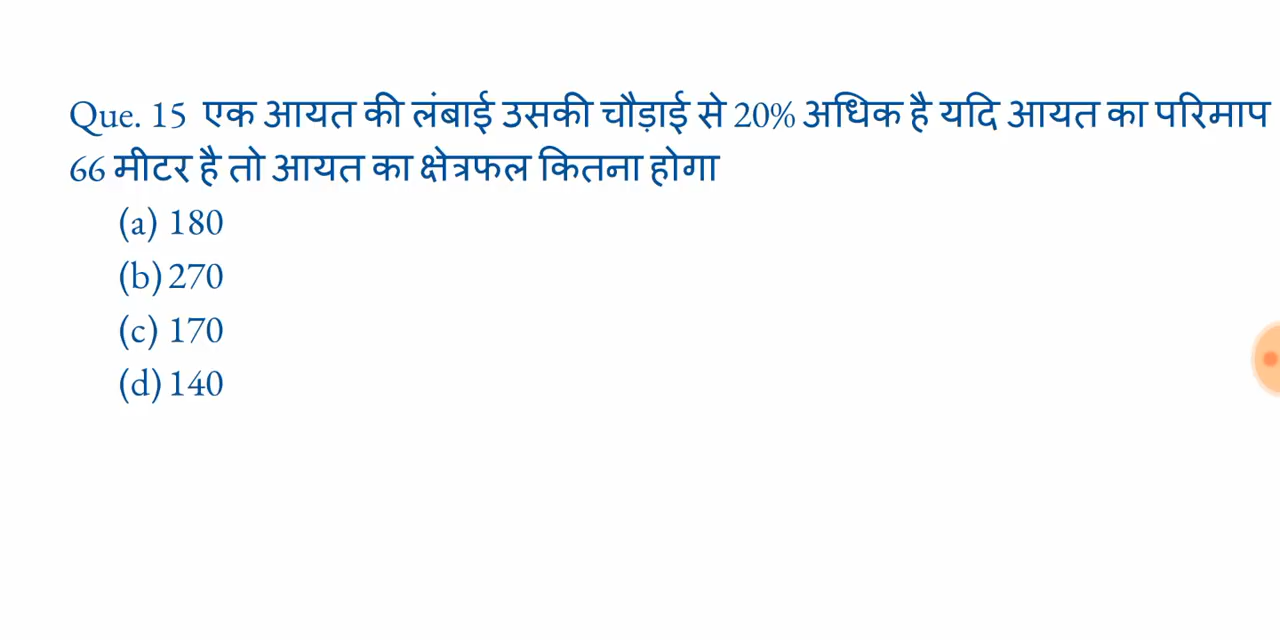 Que. 15 एक आयत की लंबाई उसकी चौड़ाई से 20% अधिक है यदि आयत का परिमाप
66 मीटर है तो आयत का क्षेत्रफल कितना होगा
(a) 180
(b) 270
(c) 170
(d) 140